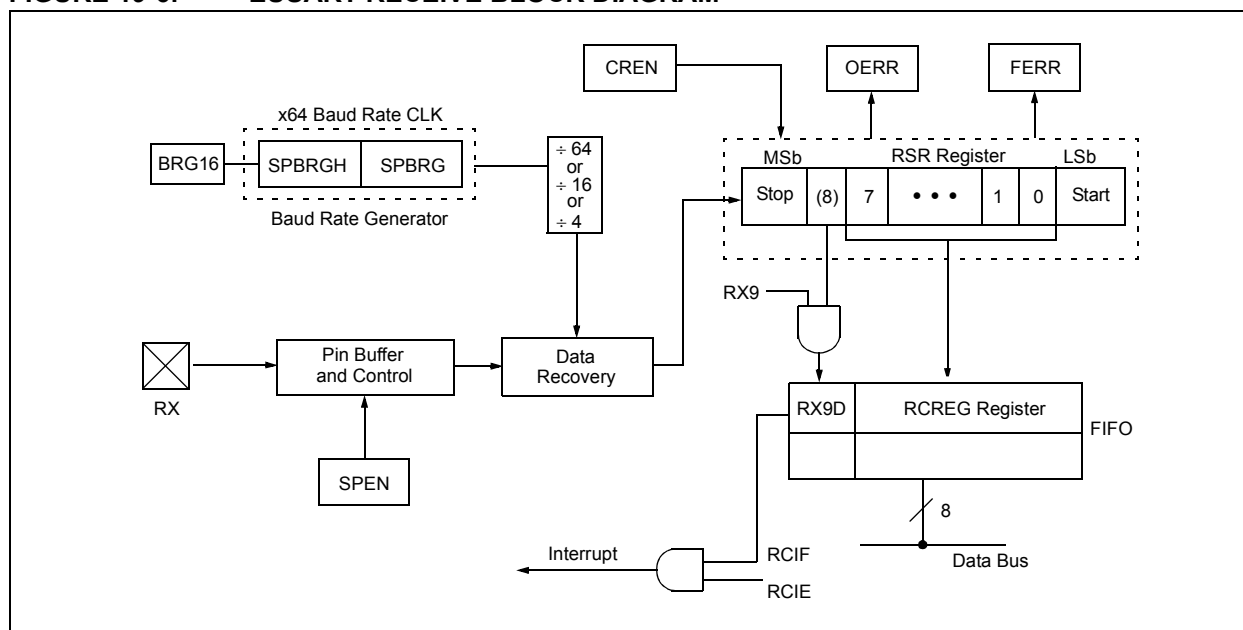 CREN
OERR
FERR
x64 Baud Rate CLK
BRG16
SPBRGH
SPBRG
Baud Rate Generator
÷ 64
or
÷ 16
or
÷ 4
MSb
RSR Register
LSb
Stop
(8)
7
• • •
1
0
Start
RX9
RX
Pin Buffer
and Control
Data
Recovery
SPEN
RX9D
RCREG Register
FIFO
8
Data Bus
Interrupt
RCIF
RCIE